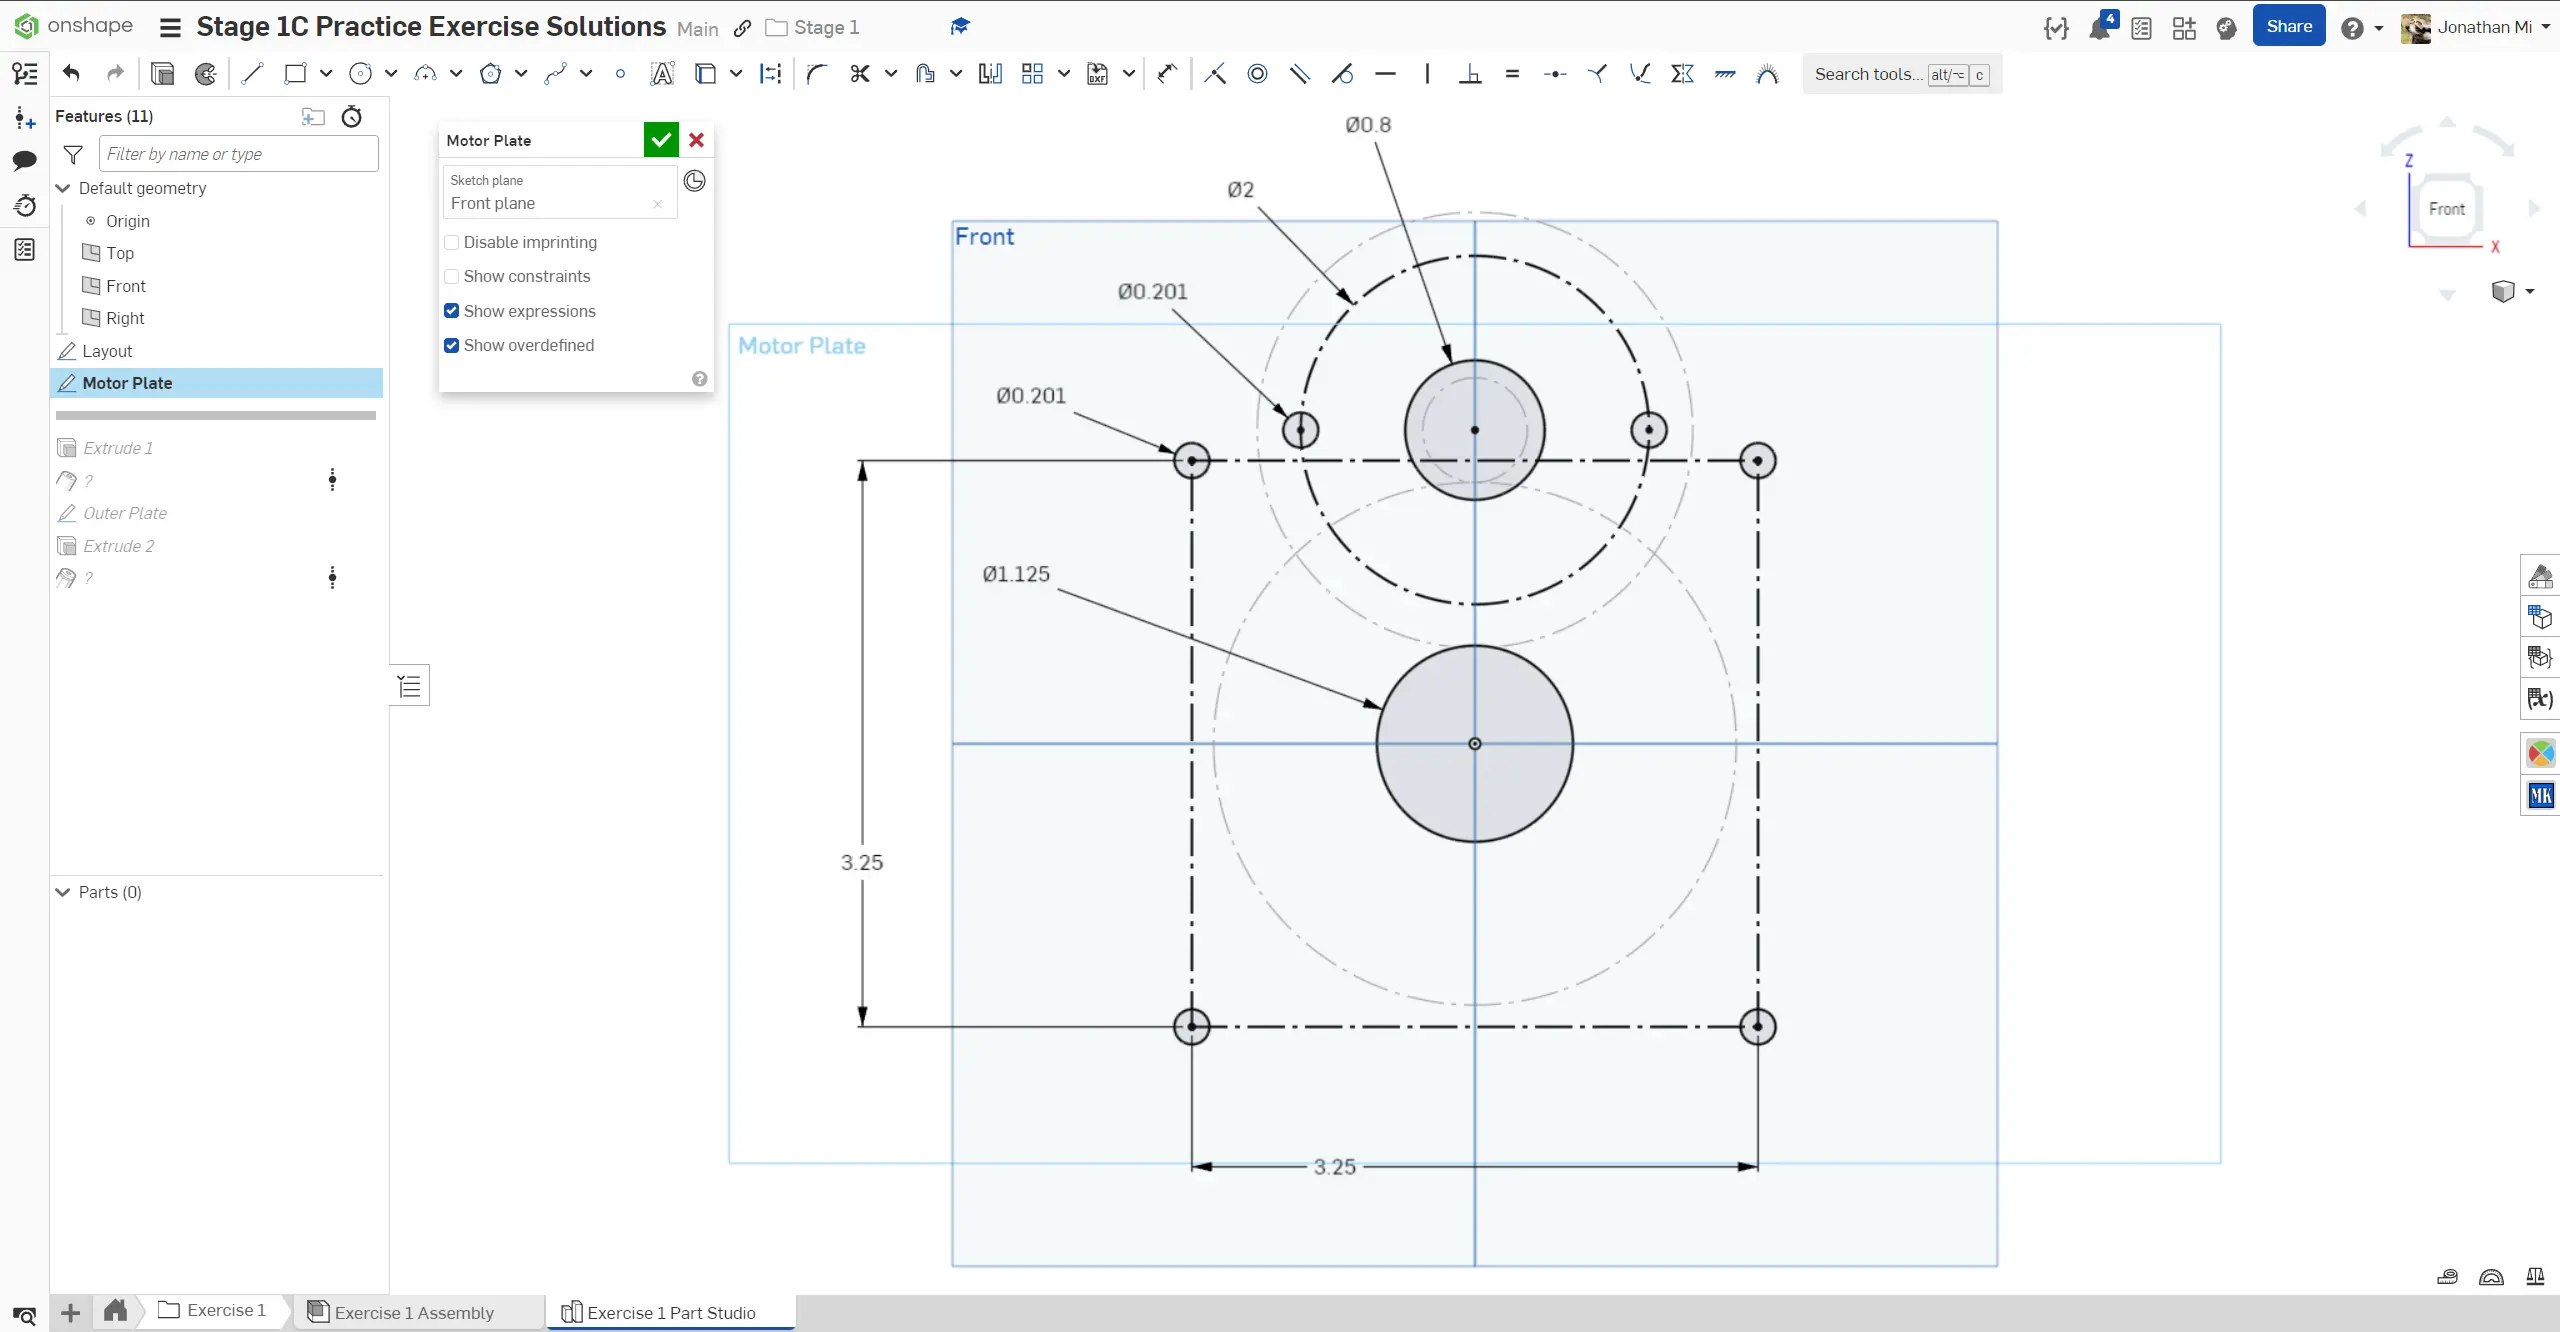 onshape Stage 1C Practice Exercise Solutions Main Stage 1 4 Share Jonathan Mi
DXF Search tools... alt/⌥ c
Features (11)
Filter by name or type
Default geometry
Origin
Top
Front
Right
Layout
Motor Plate
Extrude 1
?
Outer Plate
Extrude 2
?
Parts (0)
Motor Plate
Sketch plane
Front plane
Disable imprinting
Show constraints
Show expressions
Show overdefined
Front
Motor Plate
Ø0.8
Ø2
Ø0.201
Ø0.201
Ø1.125
3.25
3.25
Z
Front
X
(x)
MK
Exercise 1
Exercise 1 Assembly
Exercise 1 Part Studio